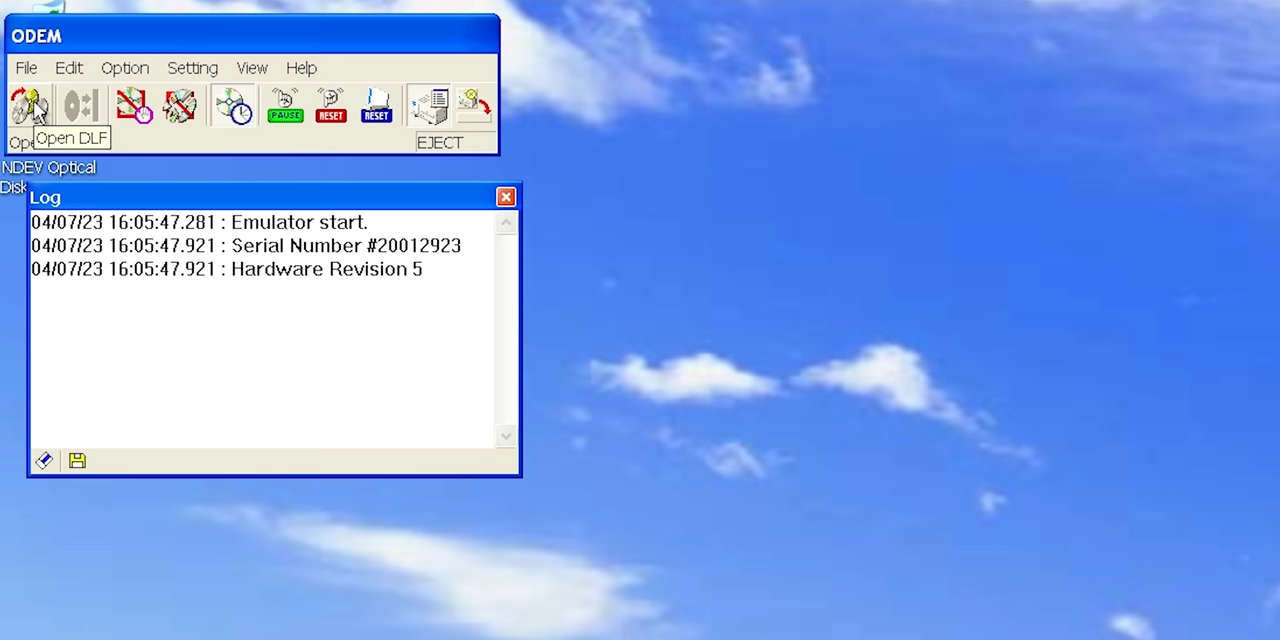 ODEM
File Edit Option Setting View Help
PAUSE RESET RESET
Ope
Open DLF
EJECT
NDEV Optical
Disk
Log
04/07/23 16:05:47.281 : Emulator start.
04/07/23 16:05:47.921 : Serial Number #20012923
04/07/23 16:05:47.921 : Hardware Revision 5